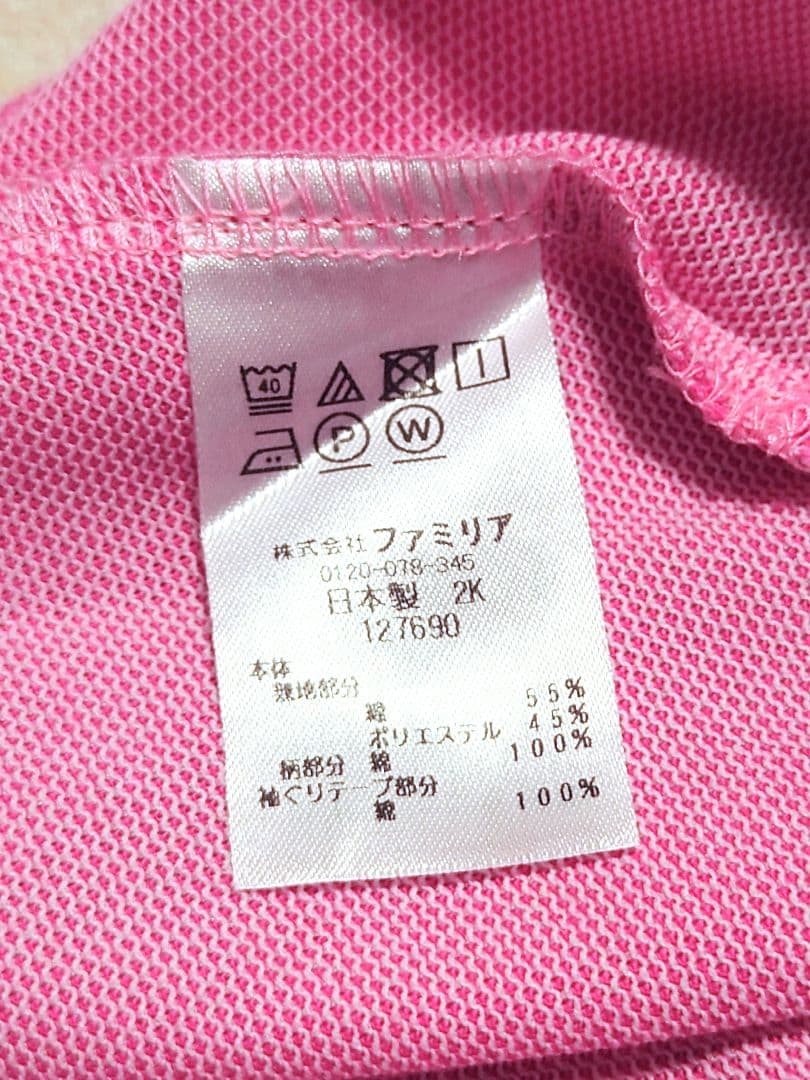 40
P W
株式会社ファミリア
0120-078-345
日本製 2K
127690
本体
無地部分
綿 55%
ポリエステル 45%
柄部分 綿 100%
袖ぐりテープ部分
綿 100%